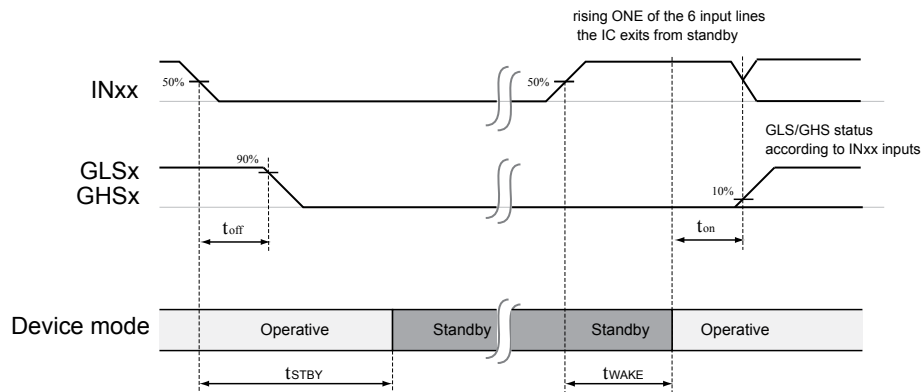 rising ONE of the 6 input lines
the IC exits from standby
INxx
50%
50%
GLS/GHS status
according to INxx inputs
GLSx
GHSx
90%
10%
toff
ton
Device mode
Operative
Standby
Standby
Operative
tSTBY
tWAKE